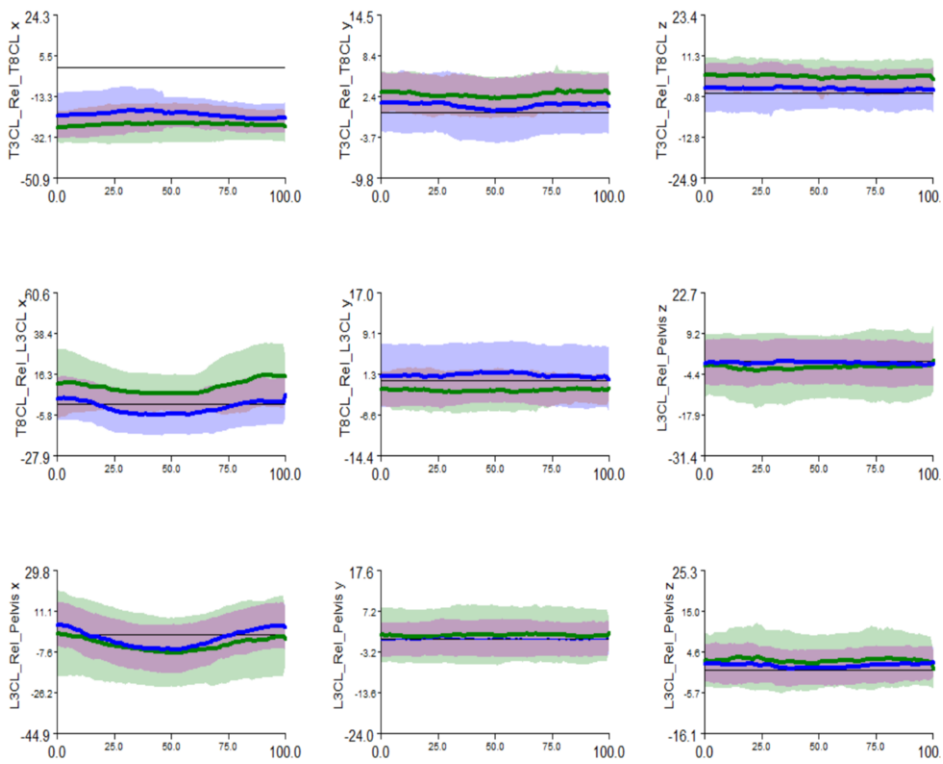 T3CL_Rel_T8CL x
24.3
5.5
-13.3
-32.1
-50.9
0.0 25.0 50.0 75.0 100.0
T3CL_Rel_T8CL y
14.5
8.4
2.4
-3.7
-9.8
0.0 25.0 50.0 75.0 100.0
T3CL_Rel_T8CL z
23.4
11.3
-0.8
-12.8
-24.9
0.0 25.0 50.0 75.0 100.
T8CL_Rel_L3CL x
60.6
38.4
16.3
-5.8
-27.9
0.0 25.0 50.0 75.0 100.0
T8CL_Rel_L3CL y
17.0
9.1
1.3
-6.6
-14.4
0.0 25.0 50.0 75.0 100.0
L3CL_Rel_Pelvis z
22.7
9.2
-4.4
-17.9
-31.4
0.0 25.0 50.0 75.0 100.
L3CL_Rel_Pelvis x
29.8
11.1
-7.6
-26.2
-44.9
0.0 25.0 50.0 75.0 100.0
L3CL_Rel_Pelvis y
17.6
7.2
-3.2
-13.6
-24.0
0.0 25.0 50.0 75.0 100.0
L3CL_Rel_Pelvis z
25.3
15.0
4.6
-5.7
-16.1
0.0 25.0 50.0 75.0 100.